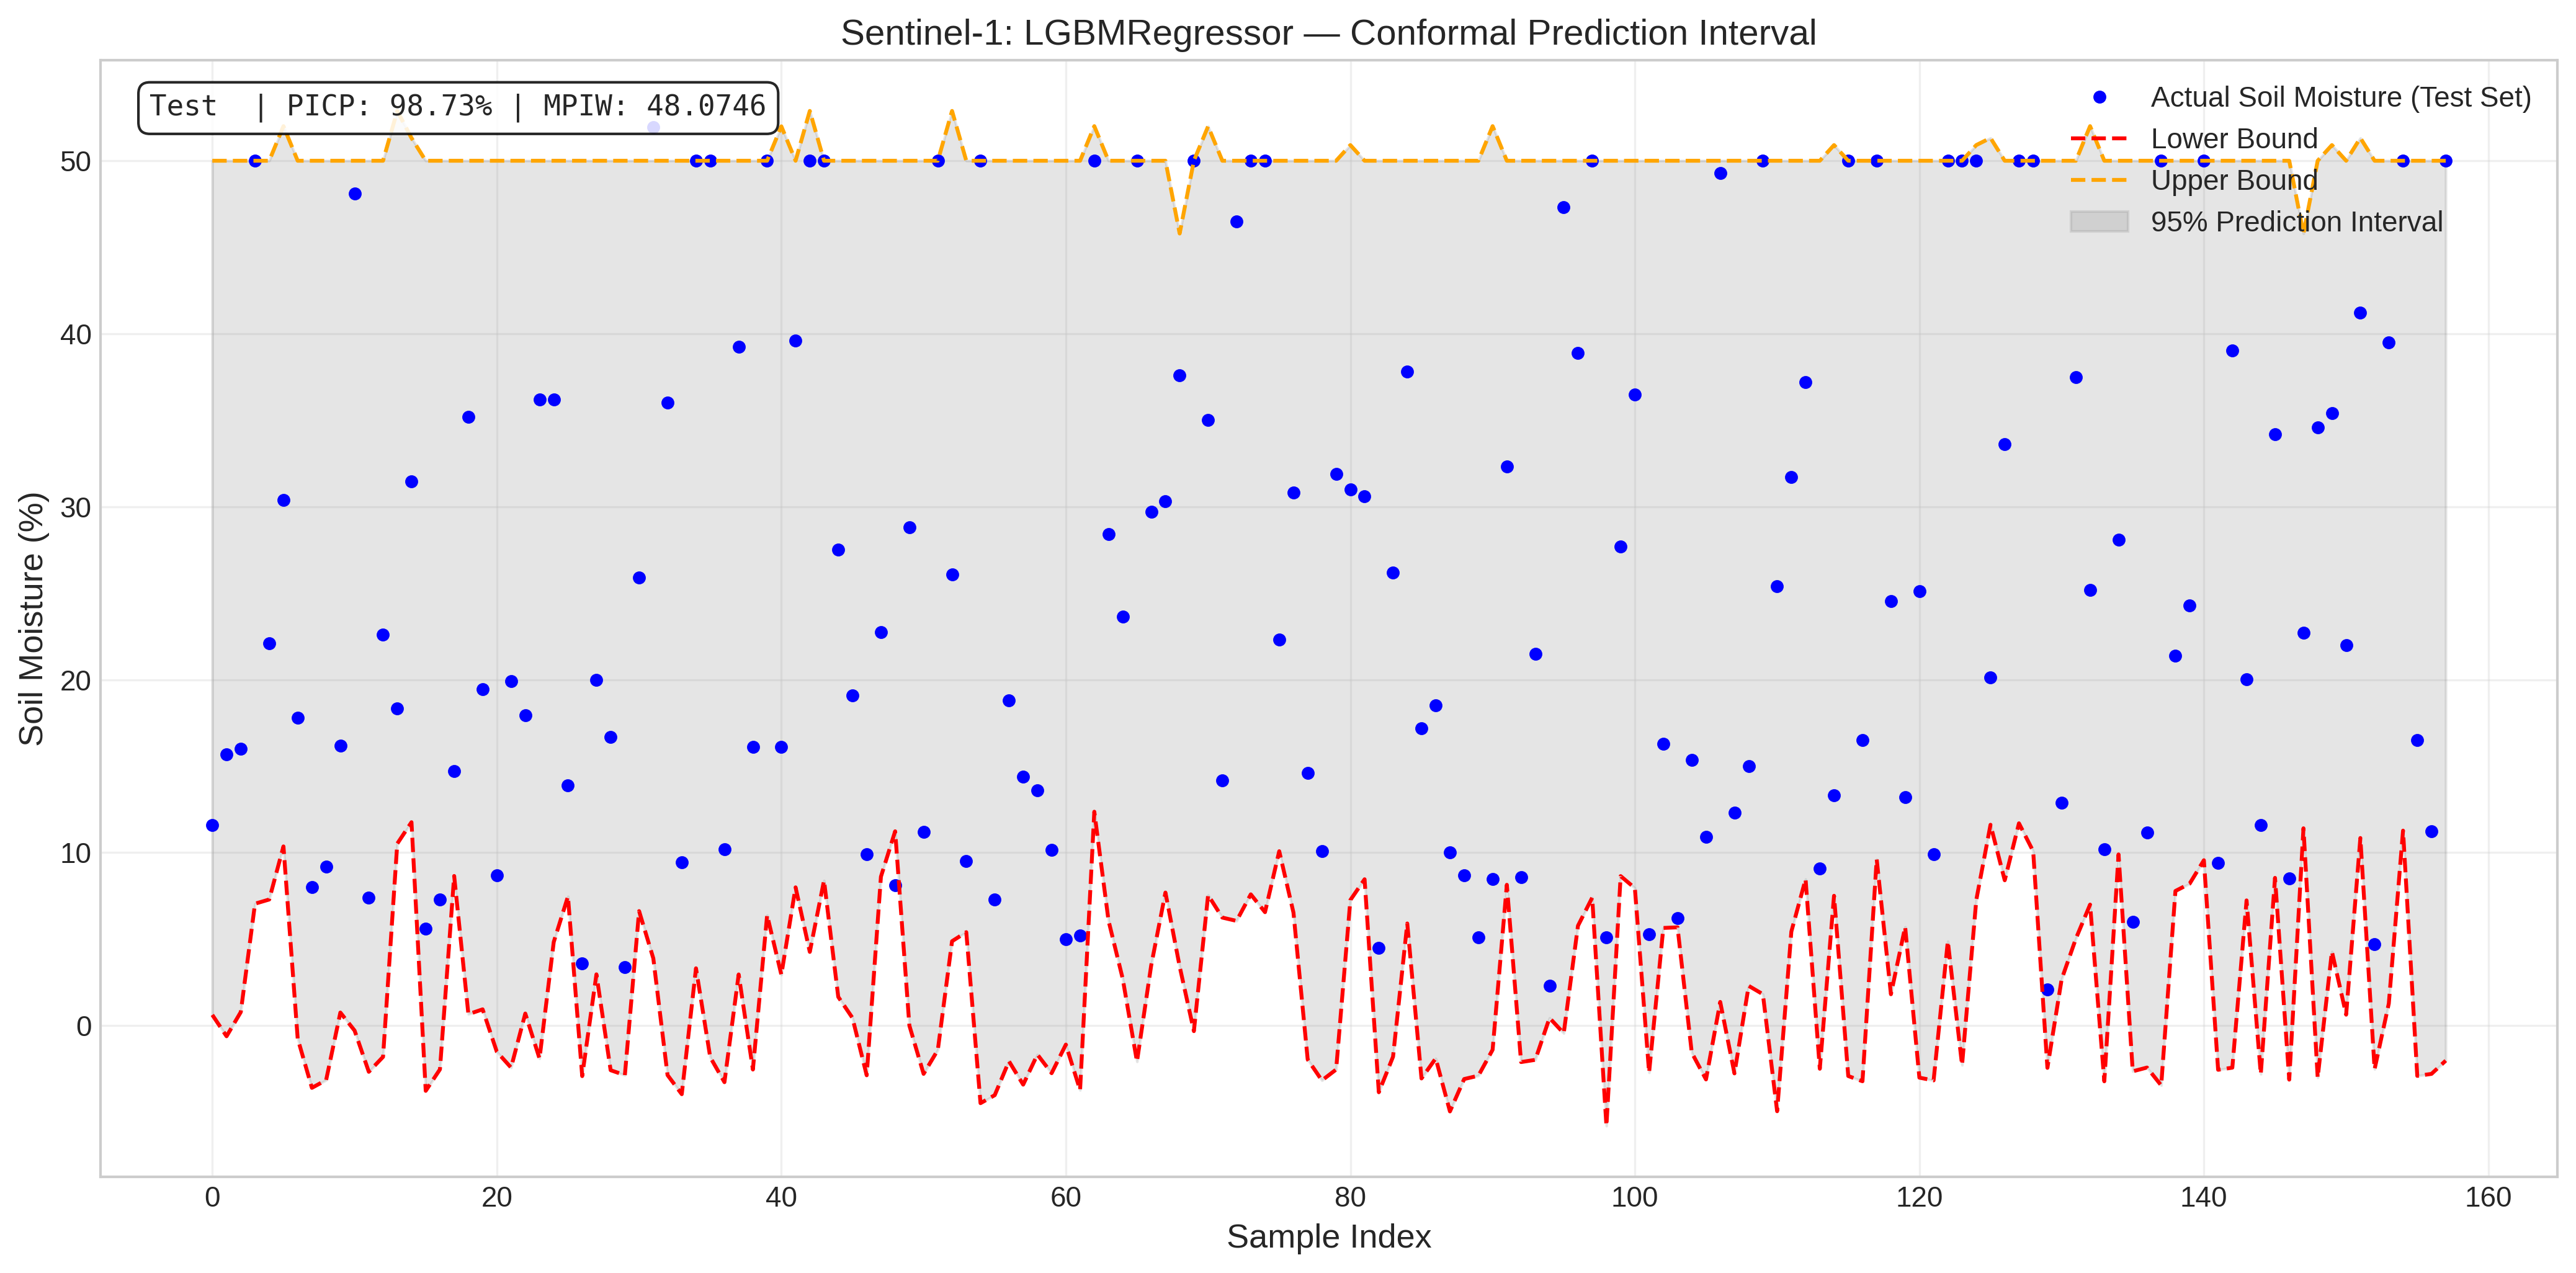 Sentinel-1: LGBMRegressor — Conformal Prediction Interval
Test  | PICP: 98.73% | MPIW: 48.0746
Actual Soil Moisture (Test Set)
Lower Bound
Upper Bound
95% Prediction Interval
Soil Moisture (%)
50
40
30
20
10
0
0 20 40 60 80 100 120 140 160
Sample Index